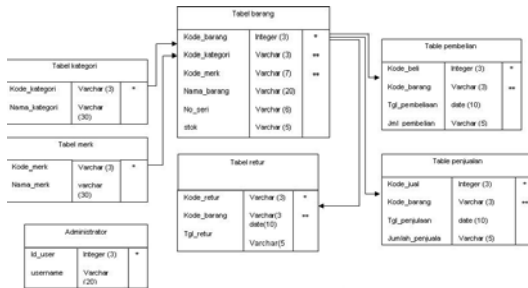 Tabel barang
Kode_barang Integer (3) *
Kode_kategori Varchar (3) **
Kode_merk Varchar (7) **
Nama_barang Varchar (20)
No_seri Varchar (6)
stok Varchar (5)
Tabel kategori
Kode_kategori Varchar (3) *
Nama_kategori Varchar (30)
Tabel merk
Kode_merk Varchar (3) *
Nama_merk varchar (30)
Administrator
Id_user Integer (3) *
username Varchar (20)
Tabel retur
Kode_retur Varchar (3) *
Kode_barang Varchar(3 **
date(10)
Tgl_retur
Varchar(5
Table pembelian
Kode_beli Integer (3) *
Kode_barang Varchar (3) **
Tgl_pembeliaan date (10)
Jml_pembelian Varchar (5)
Table penjualan
Kode_jual Integer (3) *
Kode_barang Varchar (3) **
Tgl_penjulaan date (10)
Jumlah_penjuala Varchar (5)